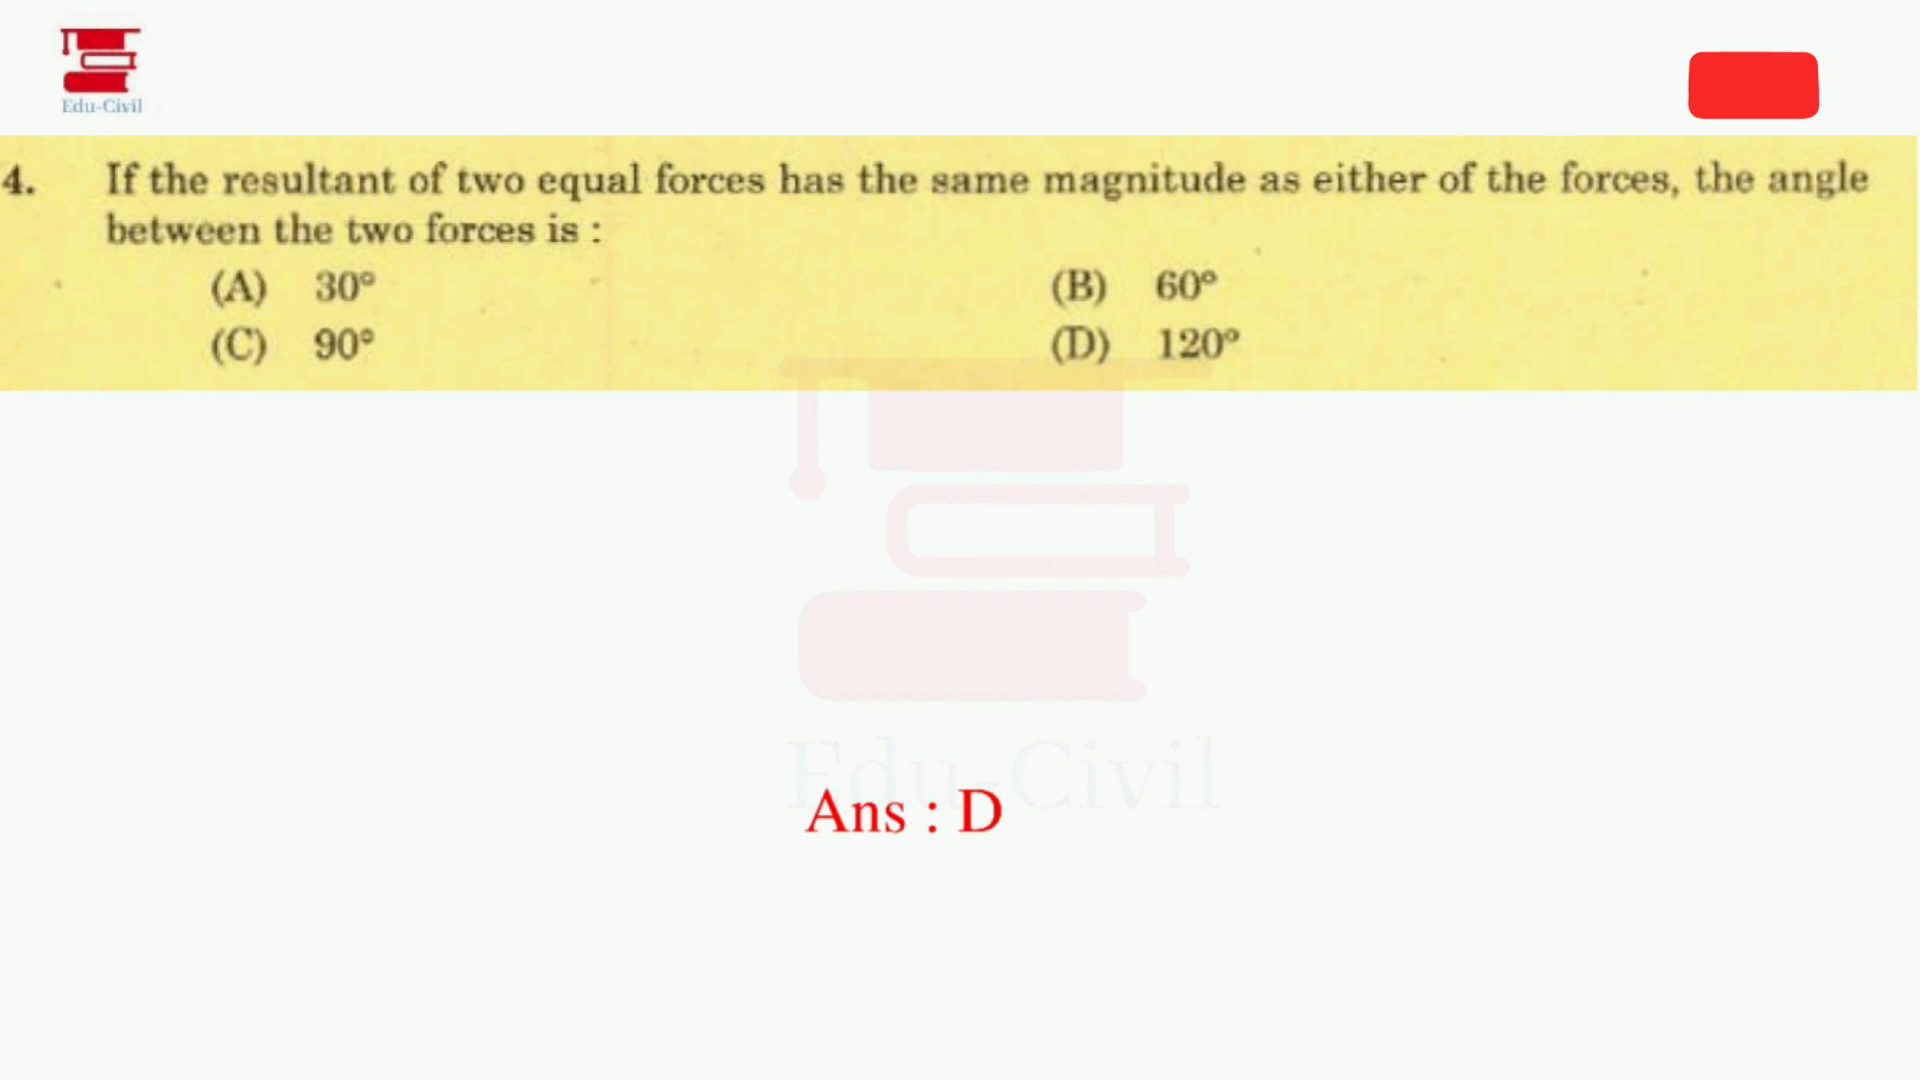 Edu-Civil
4. If the resultant of two equal forces has the same magnitude as either of the forces, the angle
between the two forces is :
(A) 30° (B) 60°
(C) 90° (D) 120°
Edu-Civil
Ans : D